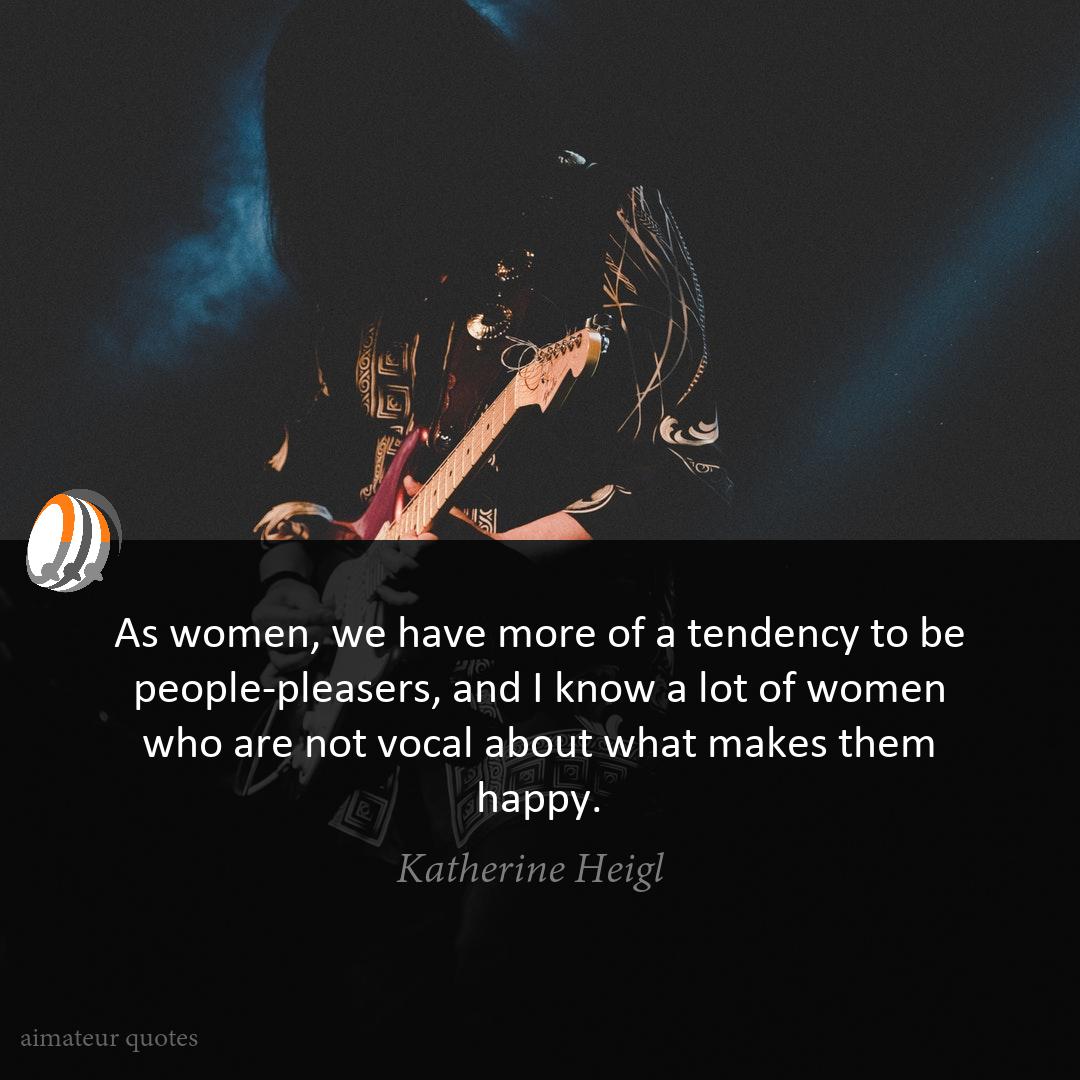 As women, we have more of a tendency to be
people-pleasers, and I know a lot of women
who are not vocal about what makes them
happy.
Katherine Heigl
aimateur quotes